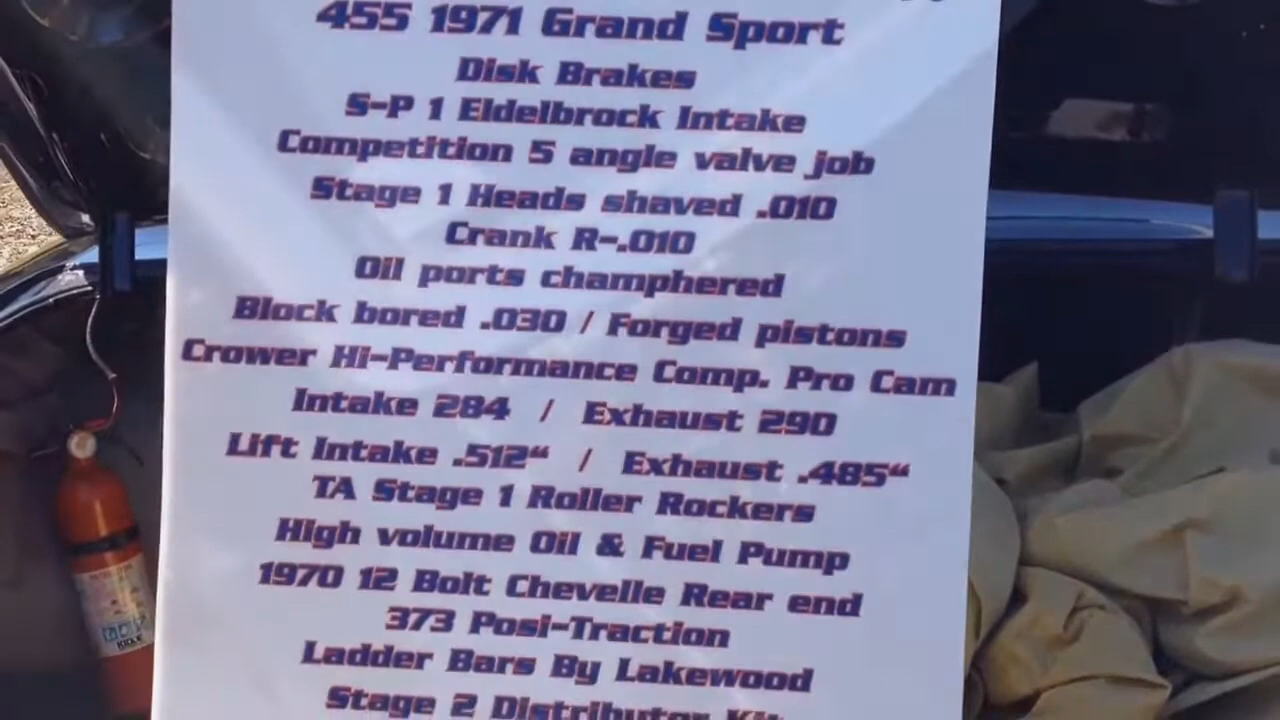 455 1971 Grand Sport
Disk Brakes
S-P 1 Eldelbrock Intake
Competition 5 angle valve job
Stage 1 Heads shaved .010
Crank R-.010
Oil ports champhered
Block bored .030 / Forged pistons
Crower Hi-Performance Comp. Pro Cam
Intake 284 / Exhaust 290
Lift Intake .512“ / Exhaust .485“
TA Stage 1 Roller Rockers
High volume Oil & Fuel Pump
1970 12 Bolt Chevelle Rear end
373 Posi-Traction
Ladder Bars By Lakewood
Stage 2 Distributor Kit